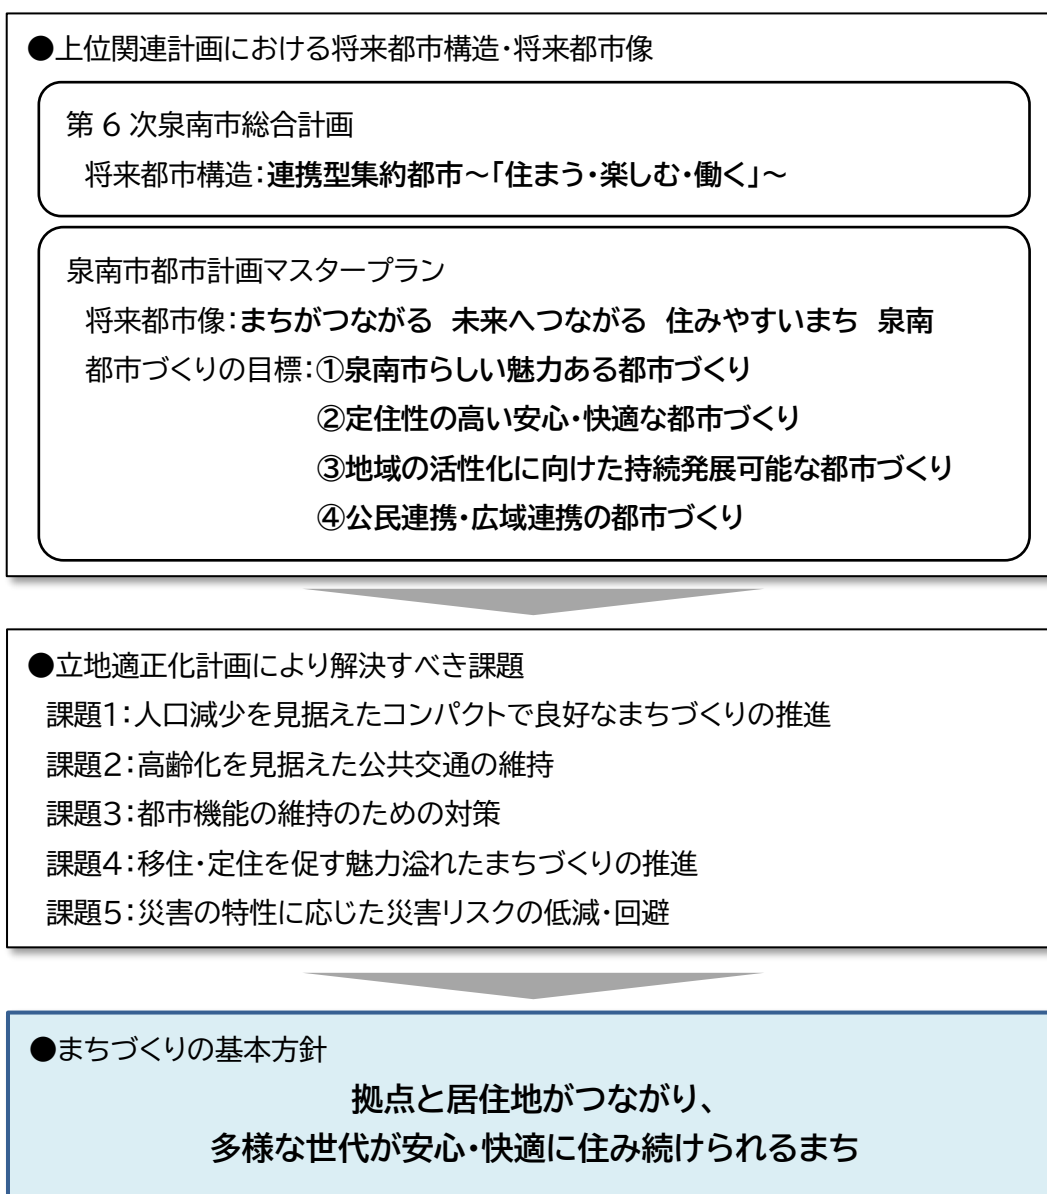 ●上位関連計画における将来都市構造・将来都市像
第6次泉南市総合計画
将来都市構造：連携型集約都市～「住まう・楽しむ・働く」～
泉南市都市計画マスタープラン
将来都市像：まちがつながる　未来へつながる　住みやすいまち　泉南
都市づくりの目標：①泉南市らしい魅力ある都市づくり
②定住性の高い安心・快適な都市づくり
③地域の活性化に向けた持続発展可能な都市づくり
④公民連携・広域連携の都市づくり
●立地適正化計画により解決すべき課題
課題1：人口減少を見据えたコンパクトで良好なまちづくりの推進
課題2：高齢化を見据えた公共交通の維持
課題3：都市機能の維持のための対策
課題4：移住・定住を促す魅力溢れたまちづくりの推進
課題5：災害の特性に応じた災害リスクの低減・回避
●まちづくりの基本方針
拠点と居住地がつながり、
多様な世代が安心・快適に住み続けられるまち